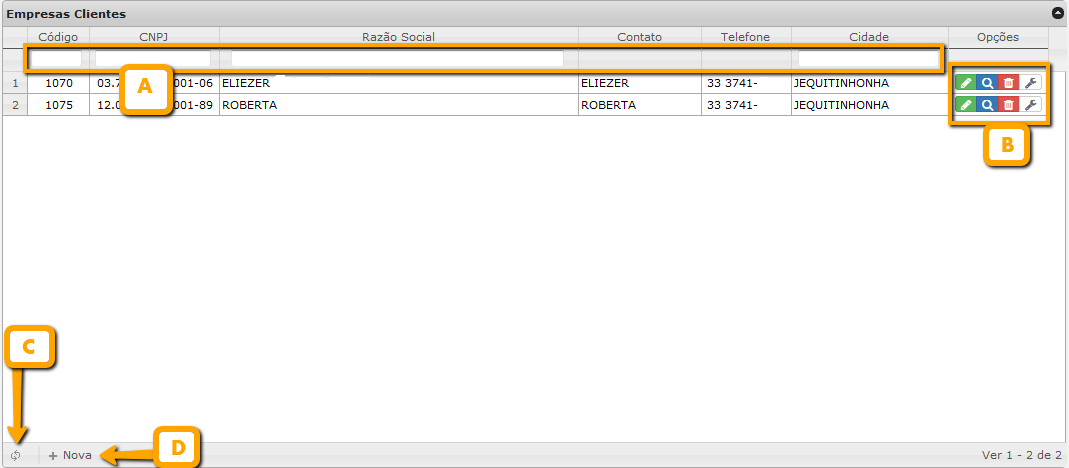 Empresas Clientes
Código CNPJ Razão Social Contato Telefone Cidade Opções
1 1070 03.7 001-06 ELIEZER ELIEZER 33 3741- JEQUITINHONHA
2 1075 12.0 001-89 ROBERTA ROBERTA 33 3741- JEQUITINHONHA
A
B
C
D
+ Nova Ver 1 - 2 de 2